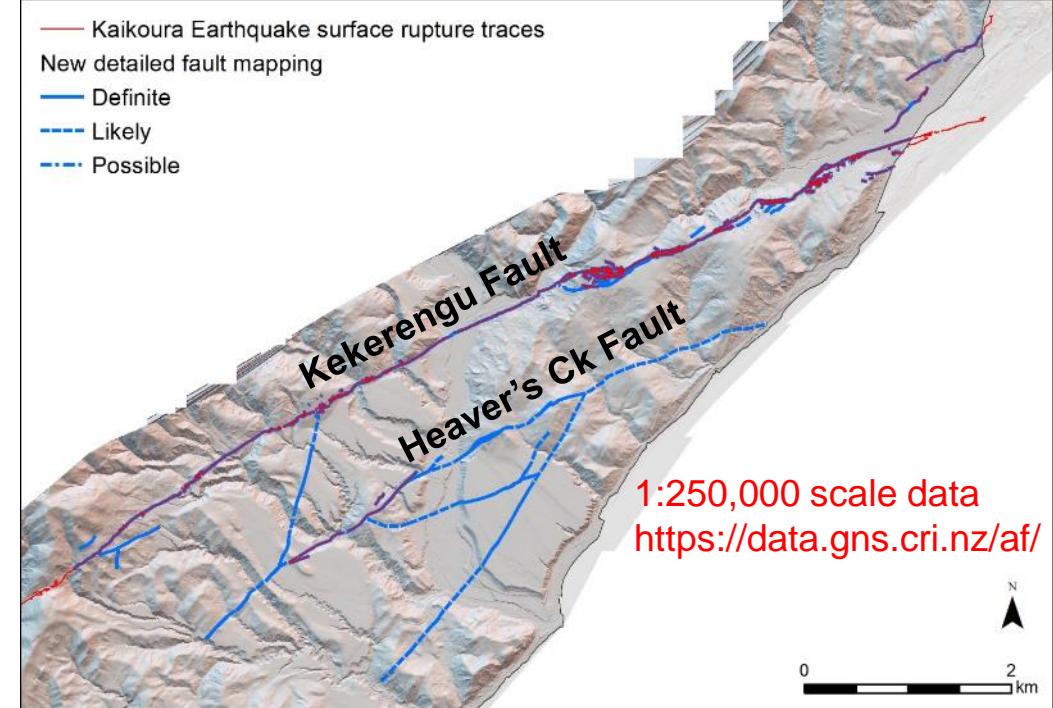 Kaikoura Earthquake surface rupture traces
New detailed fault mapping
Definite
Likely
Possible
Kekerengu Fault
Heaver's Ck Fault
1:250,000 scale data
https://data.gns.cri.nz/af/
N
0 2
km